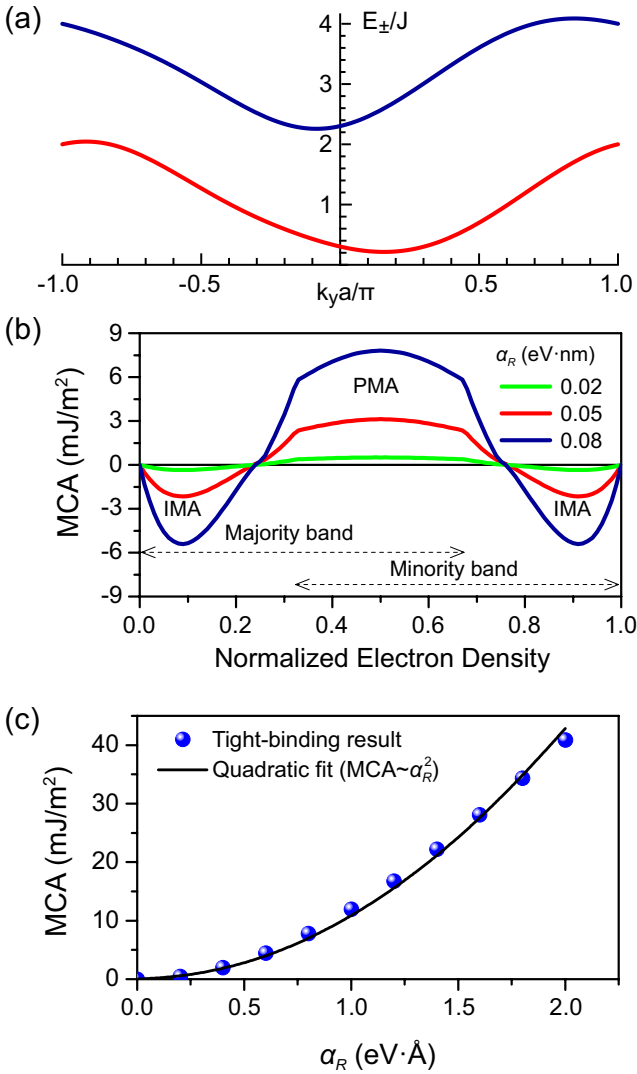 (a)
E±/J
4
3
2
1
-1.0 -0.5 0.5 1.0
kya/π
(b)
9
6
3
0
-3
-6
-9
MCA (mJ/m²)
αR (eV·nm)
0.02
0.05
0.08
PMA
IMA IMA
Majority band
Minority band
0.0 0.2 0.4 0.6 0.8 1.0
Normalized Electron Density
(c)
Tight-binding result
Quadratic fit (MCA~αR²)
40
30
20
10
0
MCA (mJ/m²)
0.0 0.5 1.0 1.5 2.0
αR (eV·Å)